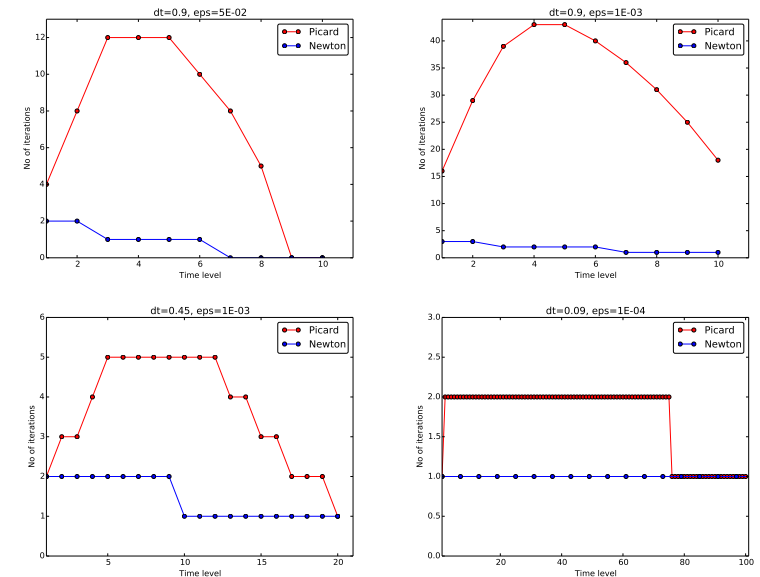 dt=0.9, eps=5E-02
12
10
8
6
4
2
0
No of iterations
2 4 6 8 10
Time level
Picard
Newton
dt=0.9, eps=1E-03
40
35
30
25
20
15
10
5
0
No of iterations
2 4 6 8 10
Time level
Picard
Newton
dt=0.45, eps=1E-03
6
5
4
3
2
1
0
No of iterations
5 10 15 20
Time level
Picard
Newton
dt=0.09, eps=1E-04
3.0
2.5
2.0
1.5
1.0
0.5
0.0
No of iterations
20 40 60 80 100
Time level
Picard
Newton